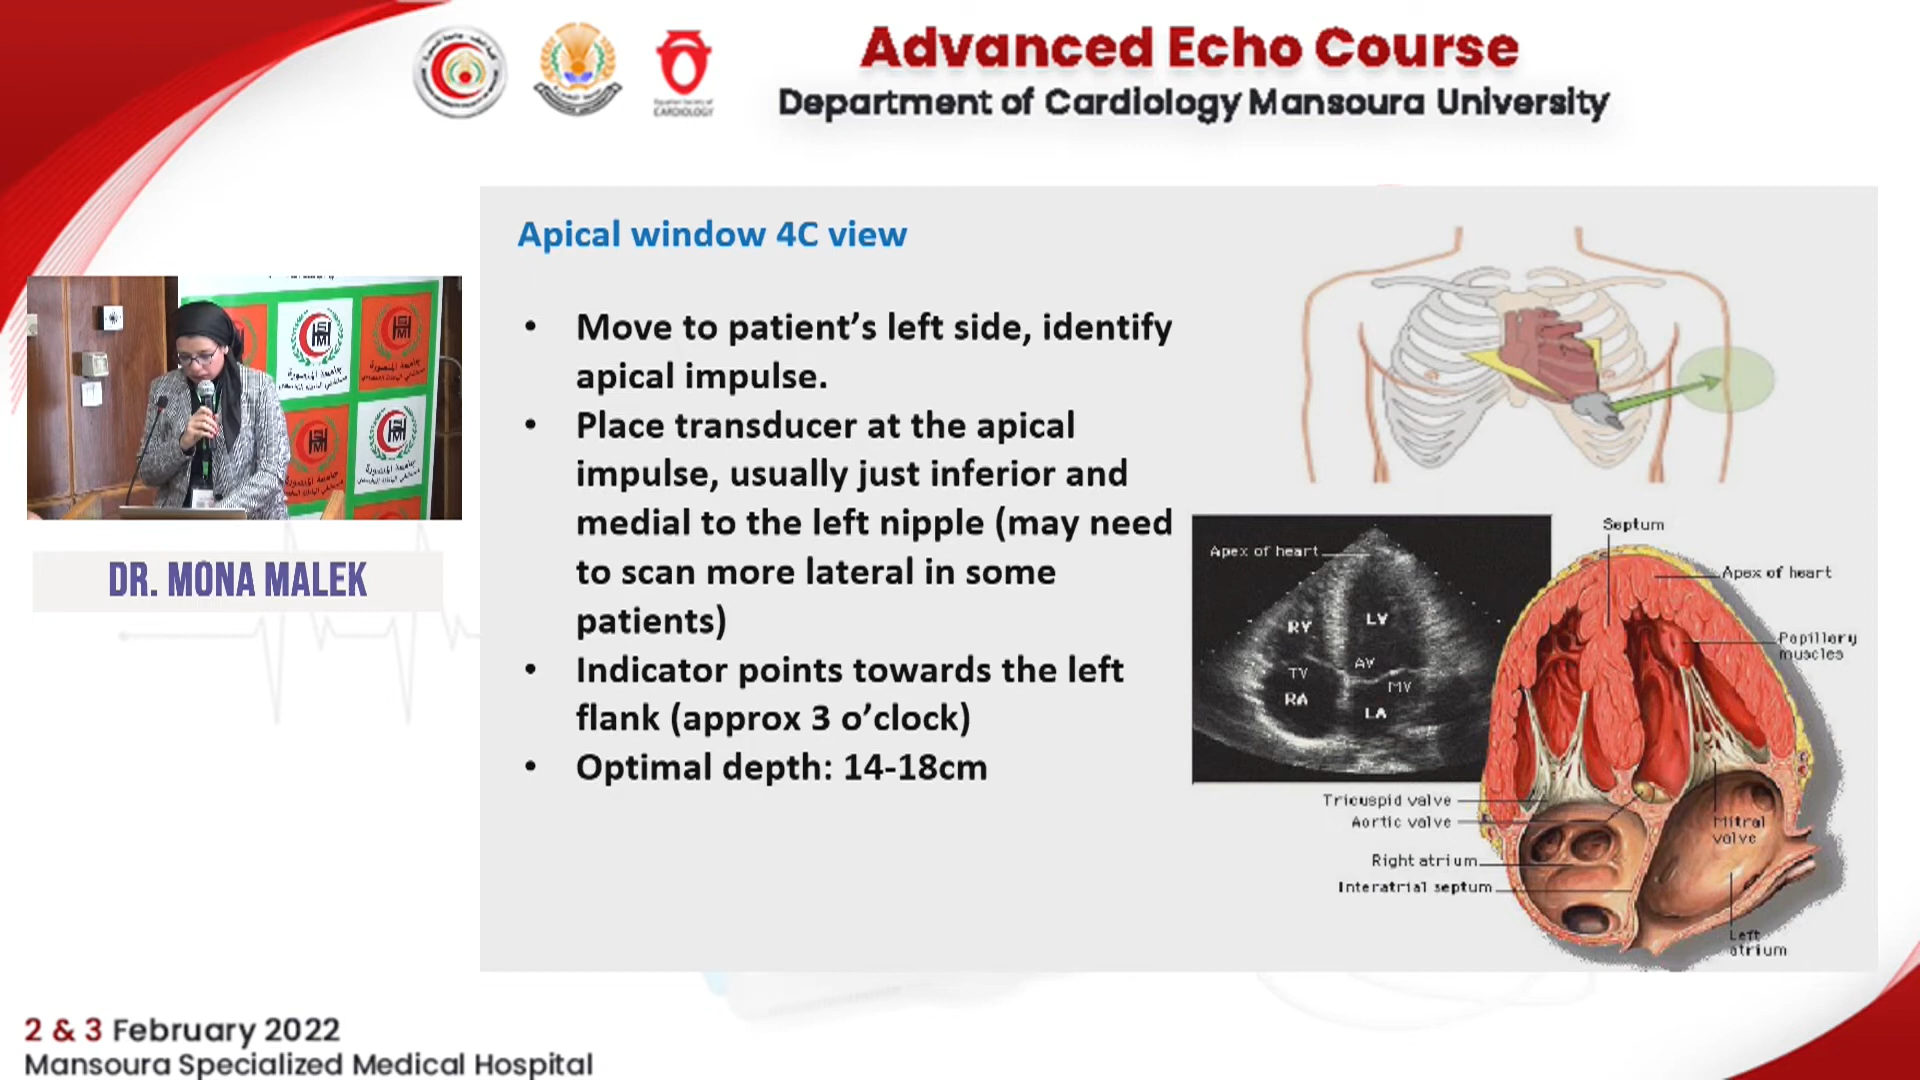 Advanced Echo Course
Department of Cardiology Mansoura University
CARDIOLOGY
Apical window 4C view
• Move to patient’s left side, identify
apical impulse.
• Place transducer at the apical
impulse, usually just inferior and
medial to the left nipple (may need
to scan more lateral in some
patients)
• Indicator points towards the left
flank (approx 3 o’clock)
• Optimal depth: 14-18cm
Apex of heart
RV
LV
TV
AV
MV
RA
LA
Septum
Apex of heart
Papillary
muscles
Tricuspid valve
Aortic valve
Mitral
valve
Right atrium
Interatrial septum
Left
atrium
جامعة المنصورة
DR. MONA MALEK
2 & 3 February 2022
Mansoura Specialized Medical Hospital